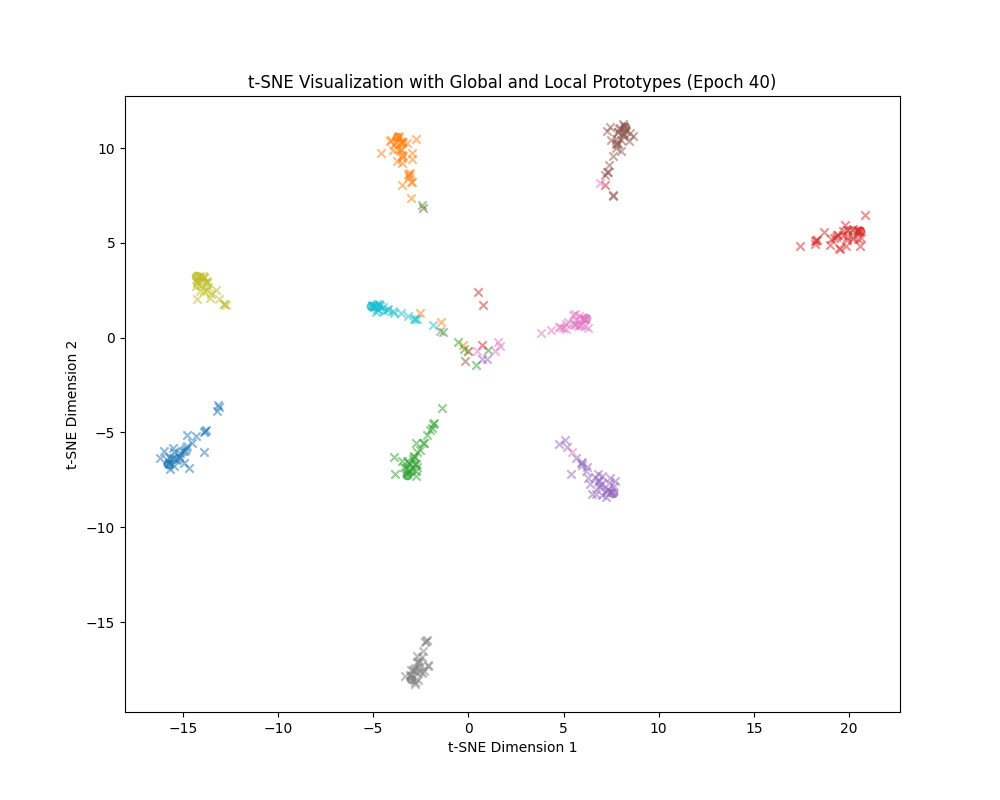 t-SNE Visualization with Global and Local Prototypes (Epoch 40)
10
5
0
−5
−10
−15
t-SNE Dimension 2
−15 −10 −5 0 5 10 15 20
t-SNE Dimension 1